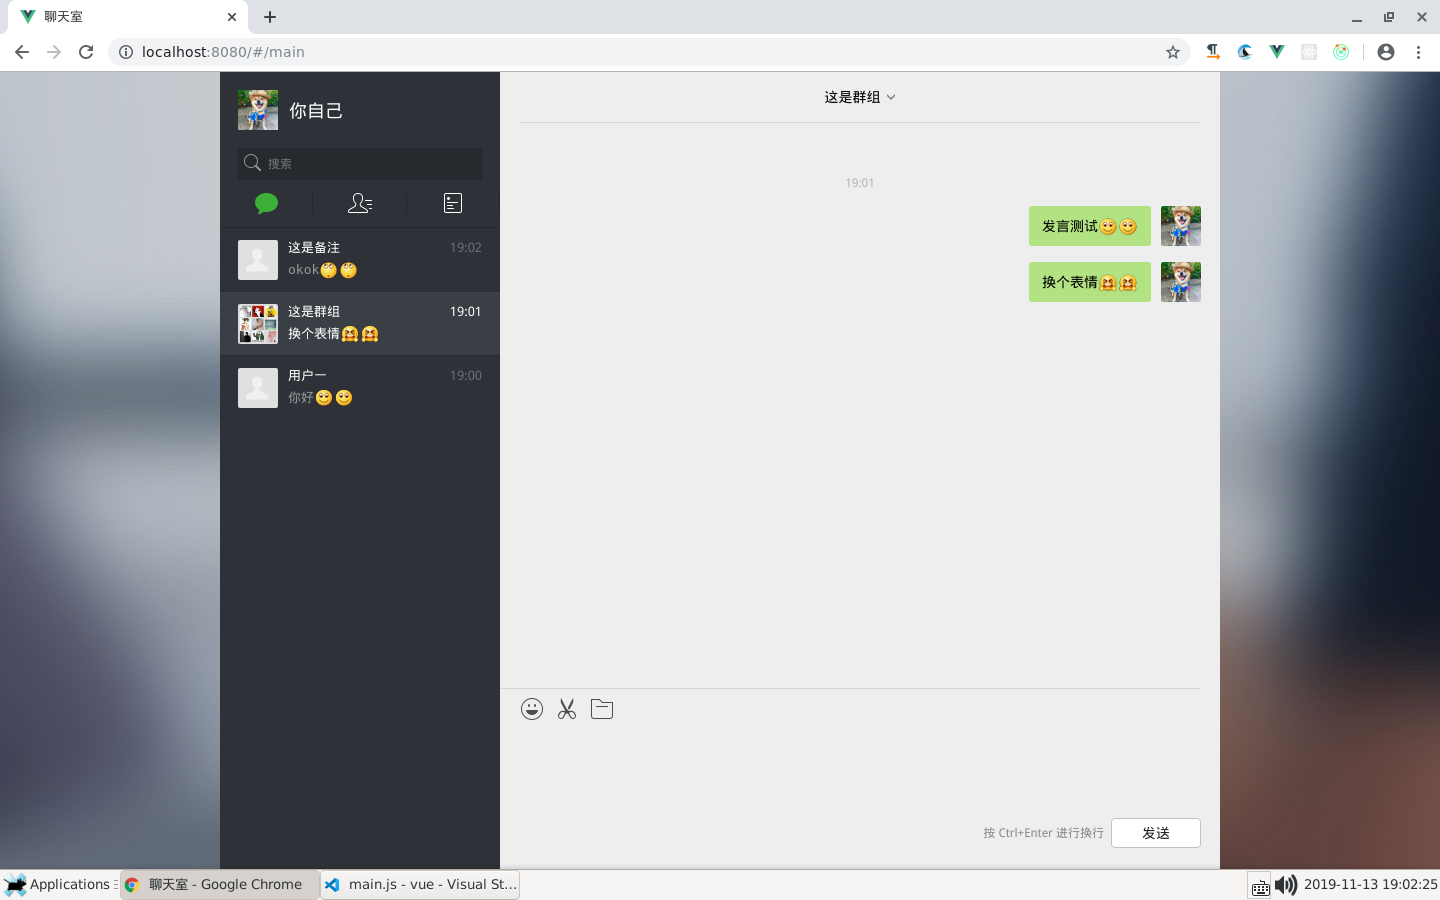 聊天室
localhost:8080/#/main
你自己
搜索
这是备注 19:02
okok🙄🙄
这是群组 19:01
换个表情🤗🤗
用户一 19:00
你好😊😊
这是群组
19:01
发言测试😊😊
换个表情🤗🤗
按 Ctrl+Enter 进行换行
发送
Applications
聊天室 - Google Chrome
main.js - vue - Visual St...
2019-11-13 19:02:25